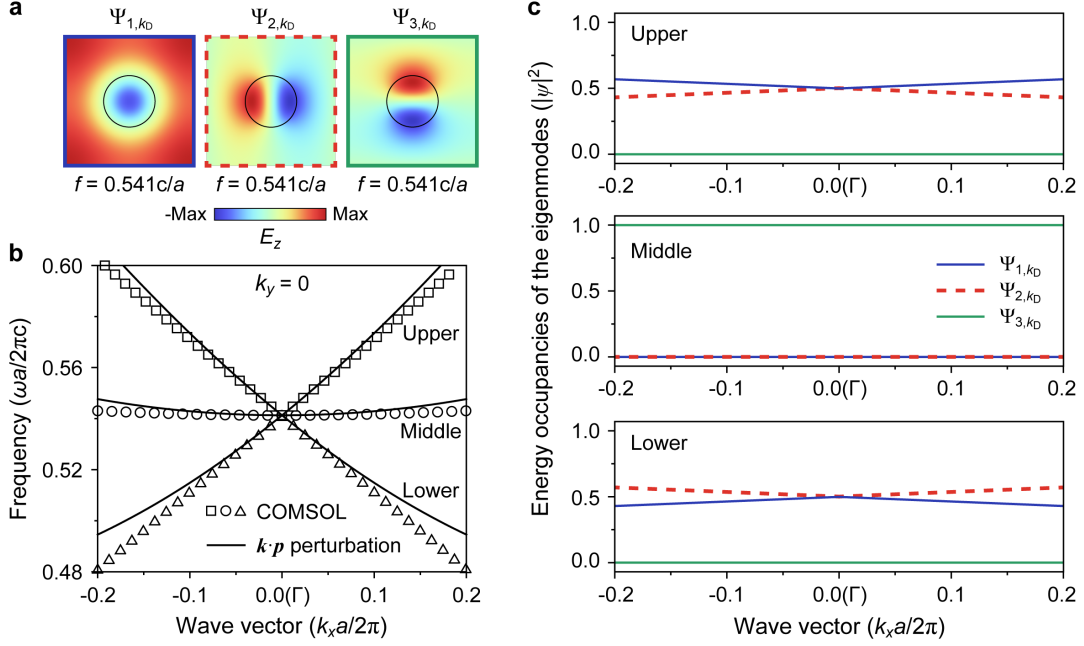 a
Ψ1,kD
Ψ2,kD
Ψ3,kD
f = 0.541c/a
f = 0.541c/a
f = 0.541c/a
-Max
Max
Ez
b
ky = 0
Upper
Middle
Lower
COMSOL
k·p perturbation
0.60
0.56
0.52
0.48
-0.2
-0.1
0.0(Γ)
0.1
0.2
Frequency (ωa/2πc)
Wave vector (kxa/2π)
c
Energy occupancies of the eigenmodes (|ψ|²)
Upper
1.0
0.5
0.0
-0.2
-0.1
0.0(Γ)
0.1
0.2
Middle
Ψ1,kD
Ψ2,kD
Ψ3,kD
1.0
0.5
0.0
-0.2
-0.1
0.0(Γ)
0.1
0.2
Lower
1.0
0.5
0.0
-0.2
-0.1
0.0(Γ)
0.1
0.2
Wave vector (kxa/2π)